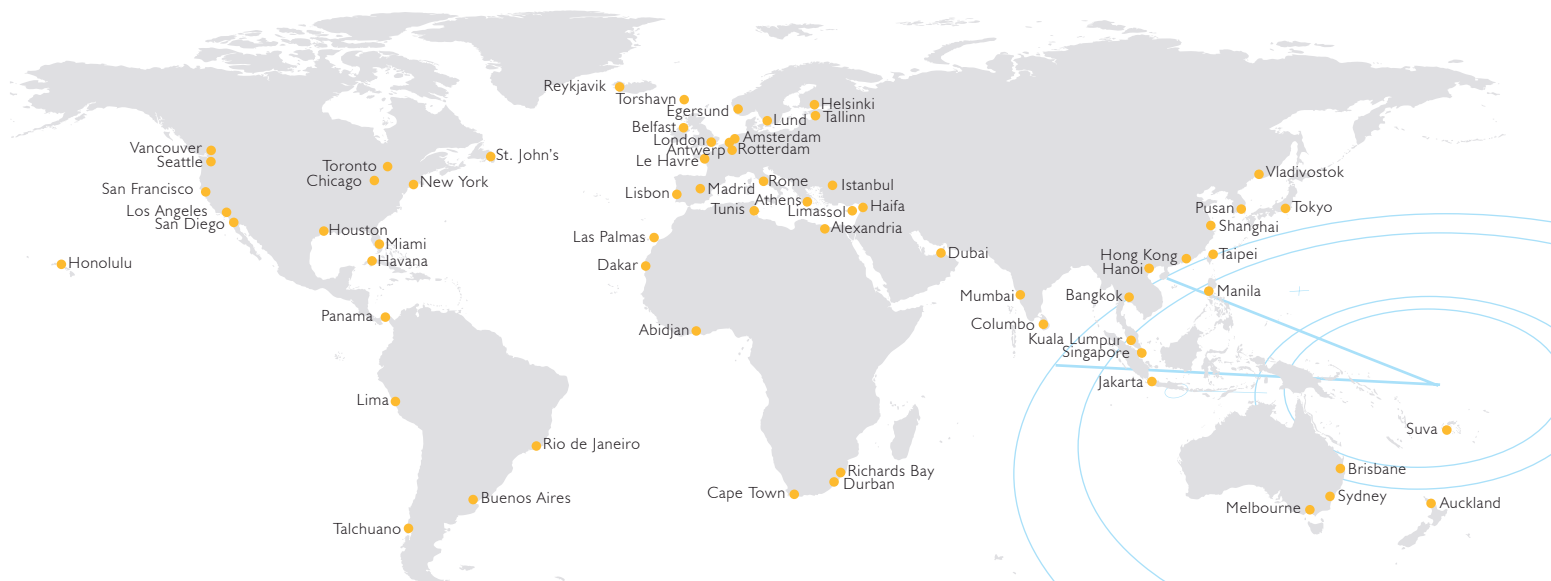 Reykjavik
Torshavn
Egersund
Helsinki
Tallinn
Lund
Belfast
London
Amsterdam
Antwerp
Rotterdam
Le Havre
Vancouver
Seattle
Toronto
Chicago
St. John's
New York
San Francisco
Los Angeles
San Diego
Houston
Miami
Havana
Honolulu
Panama
Lisbon
Madrid
Rome
Istanbul
Athens
Tunis
Limassol
Haifa
Alexandria
Las Palmas
Dakar
Dubai
Abidjan
Vladivostok
Pusan
Tokyo
Shanghai
Hong Kong
Taipei
Hanoi
Mumbai
Bangkok
Manila
Columbo
Kuala Lumpur
Singapore
Jakarta
Lima
Rio de Janeiro
Buenos Aires
Talchuano
Richards Bay
Durban
Cape Town
Suva
Brisbane
Sydney
Melbourne
Auckland